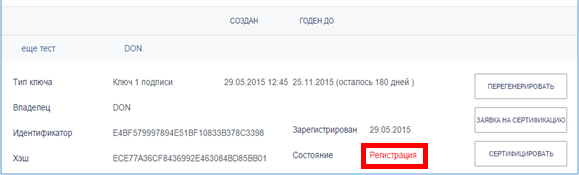 СОЗДАН ГОДЕН ДО
еще тест DON
Тип ключа Ключ 1 подписи 29.05.2015 12:45 25.11.2015 (осталось 180 дней ) ПЕРЕГЕНЕРИРОВАТЬ
Владелец DON
ЗАЯВКА НА СЕРТИФИКАЦИЮ
Идентификатор E4BF579997894E51BF10833B378C3398 Зарегистрирован 29.05.2015
Хэш ECE77A36CF8436992E463084BD85BB01 Состояние Регистрация СЕРТИФИЦИРОВАТЬ